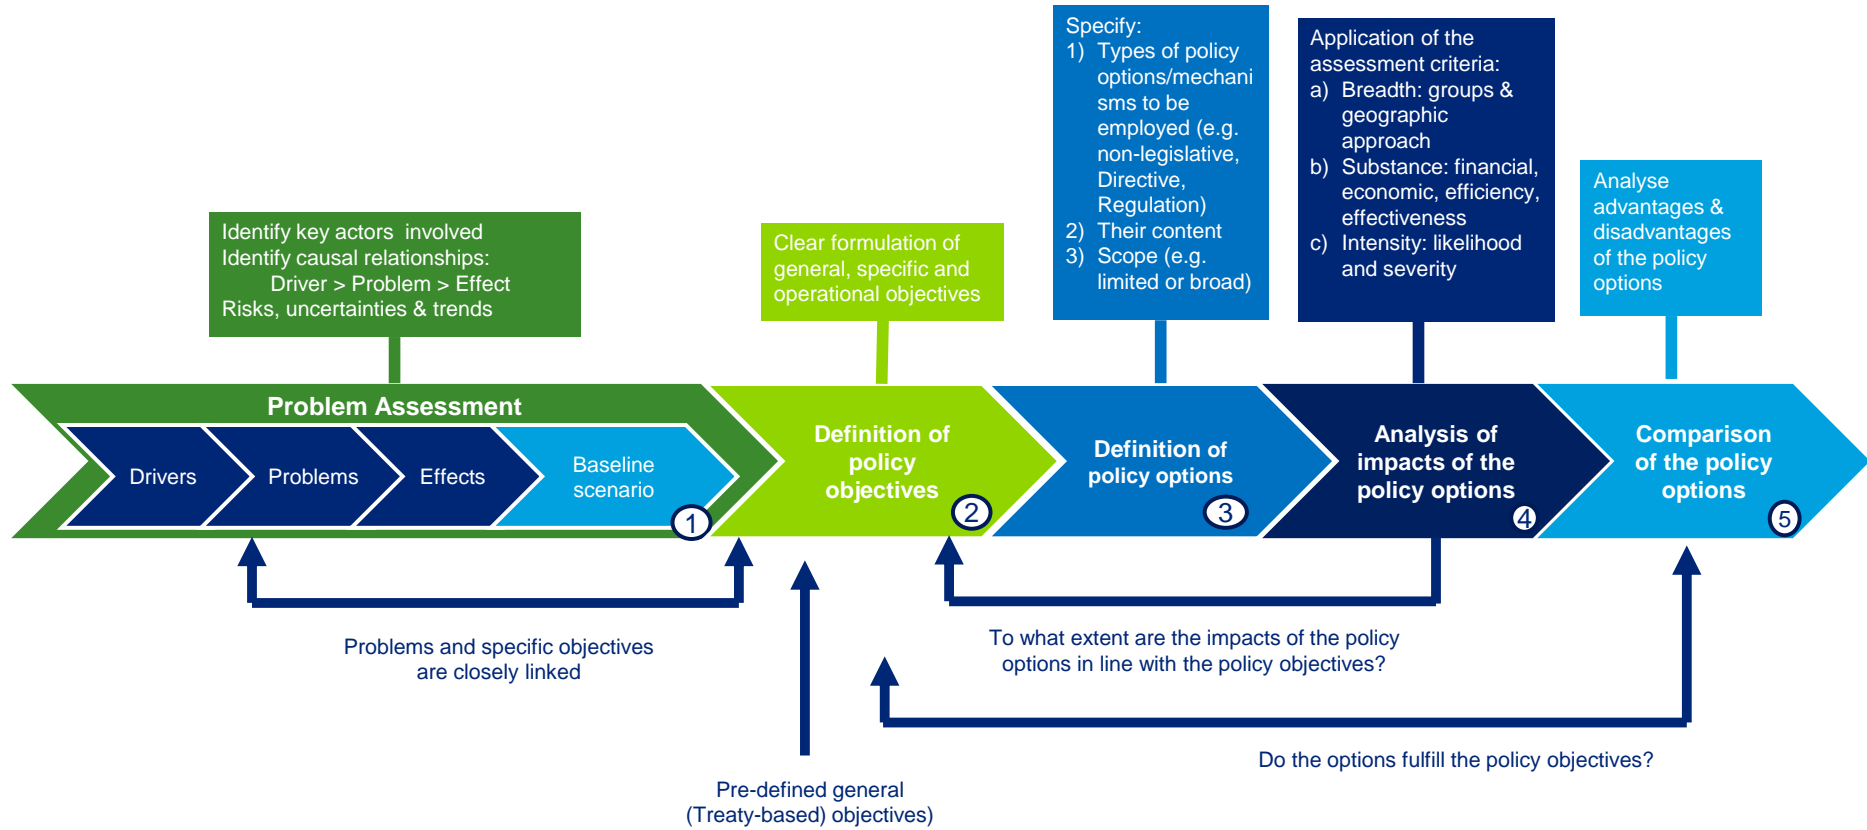 Identify key actors  involved
Identify causal relationships:
Driver > Problem > Effect
Risks, uncertainties & trends
Clear formulation of
general, specific and
operational objectives
Specify:
1) Types of policy
options/mechani
sms to be
employed (e.g.
non-legislative,
Directive,
Regulation)
2) Their content
3) Scope (e.g.
limited or broad)
Application of the
assessment criteria:
a) Breadth: groups &
geographic
approach
b) Substance: financial,
economic, efficiency,
effectiveness
c) Intensity: likelihood
and severity
Analyse
advantages &
disadvantages
of the policy
options
Problem Assessment
Drivers
Problems
Effects
Baseline
scenario
1
Definition of
policy
objectives
2
Definition of
policy options
3
Analysis of
impacts of the
policy options
4
Comparison
of the policy
options
5
Problems and specific objectives
are closely linked
To what extent are the impacts of the policy
options in line with the policy objectives?
Do the options fulfill the policy objectives?
Pre-defined general
(Treaty-based) objectives)